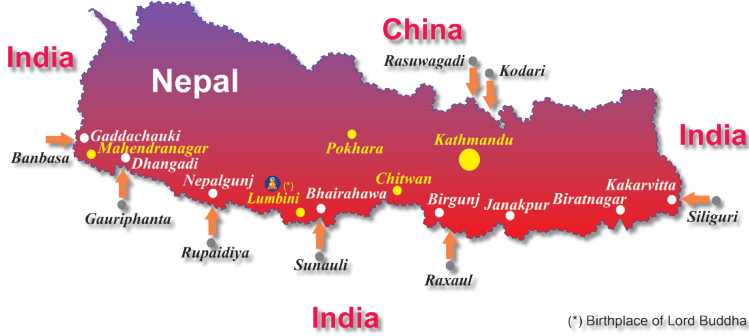 China
India
Rasuwagadi
Kodari
Nepal
Gaddachauki
Mahendranagar
Banbasa
Dhangadi
Pokhara
Kathmandu
India
Nepalgunj
(*)
Lumbini
Bhairahawa
Chitwan
Birgunj
Janakpur
Biratnagar
Kakarvitta
Siliguri
Gauriphanta
Rupaidiya
Sunauli
Raxaul
India
(*) Birthplace of Lord Buddha